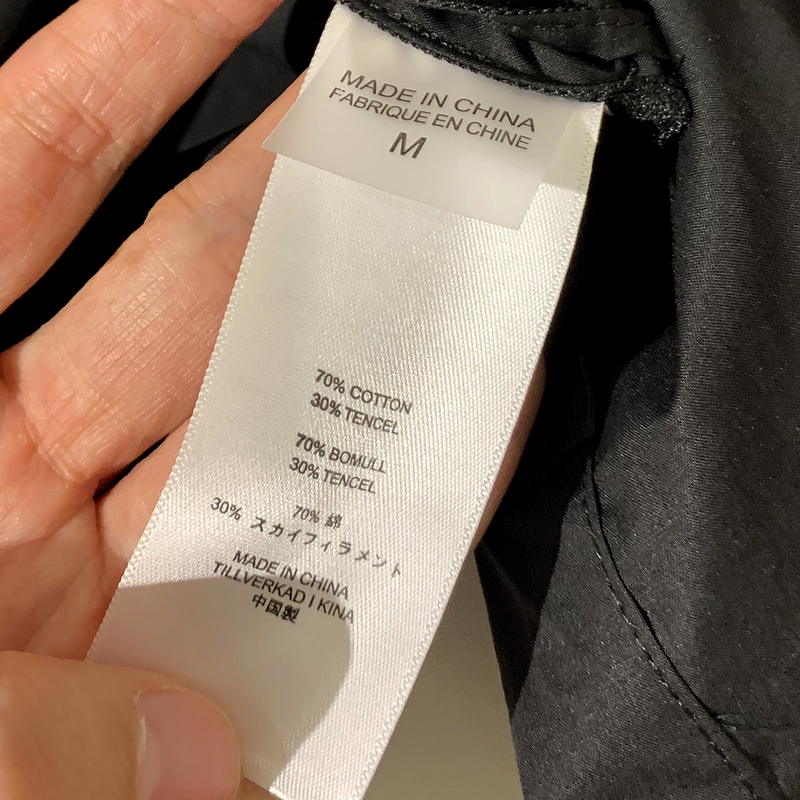 MADE IN CHINA
FABRIQUE EN CHINE
M
70% COTTON
30% TENCEL
70% BOMULL
30% TENCEL
70% 綿
30% スカイフィラメント
MADE IN CHINA
TILLVERKAD I KINA
中国製